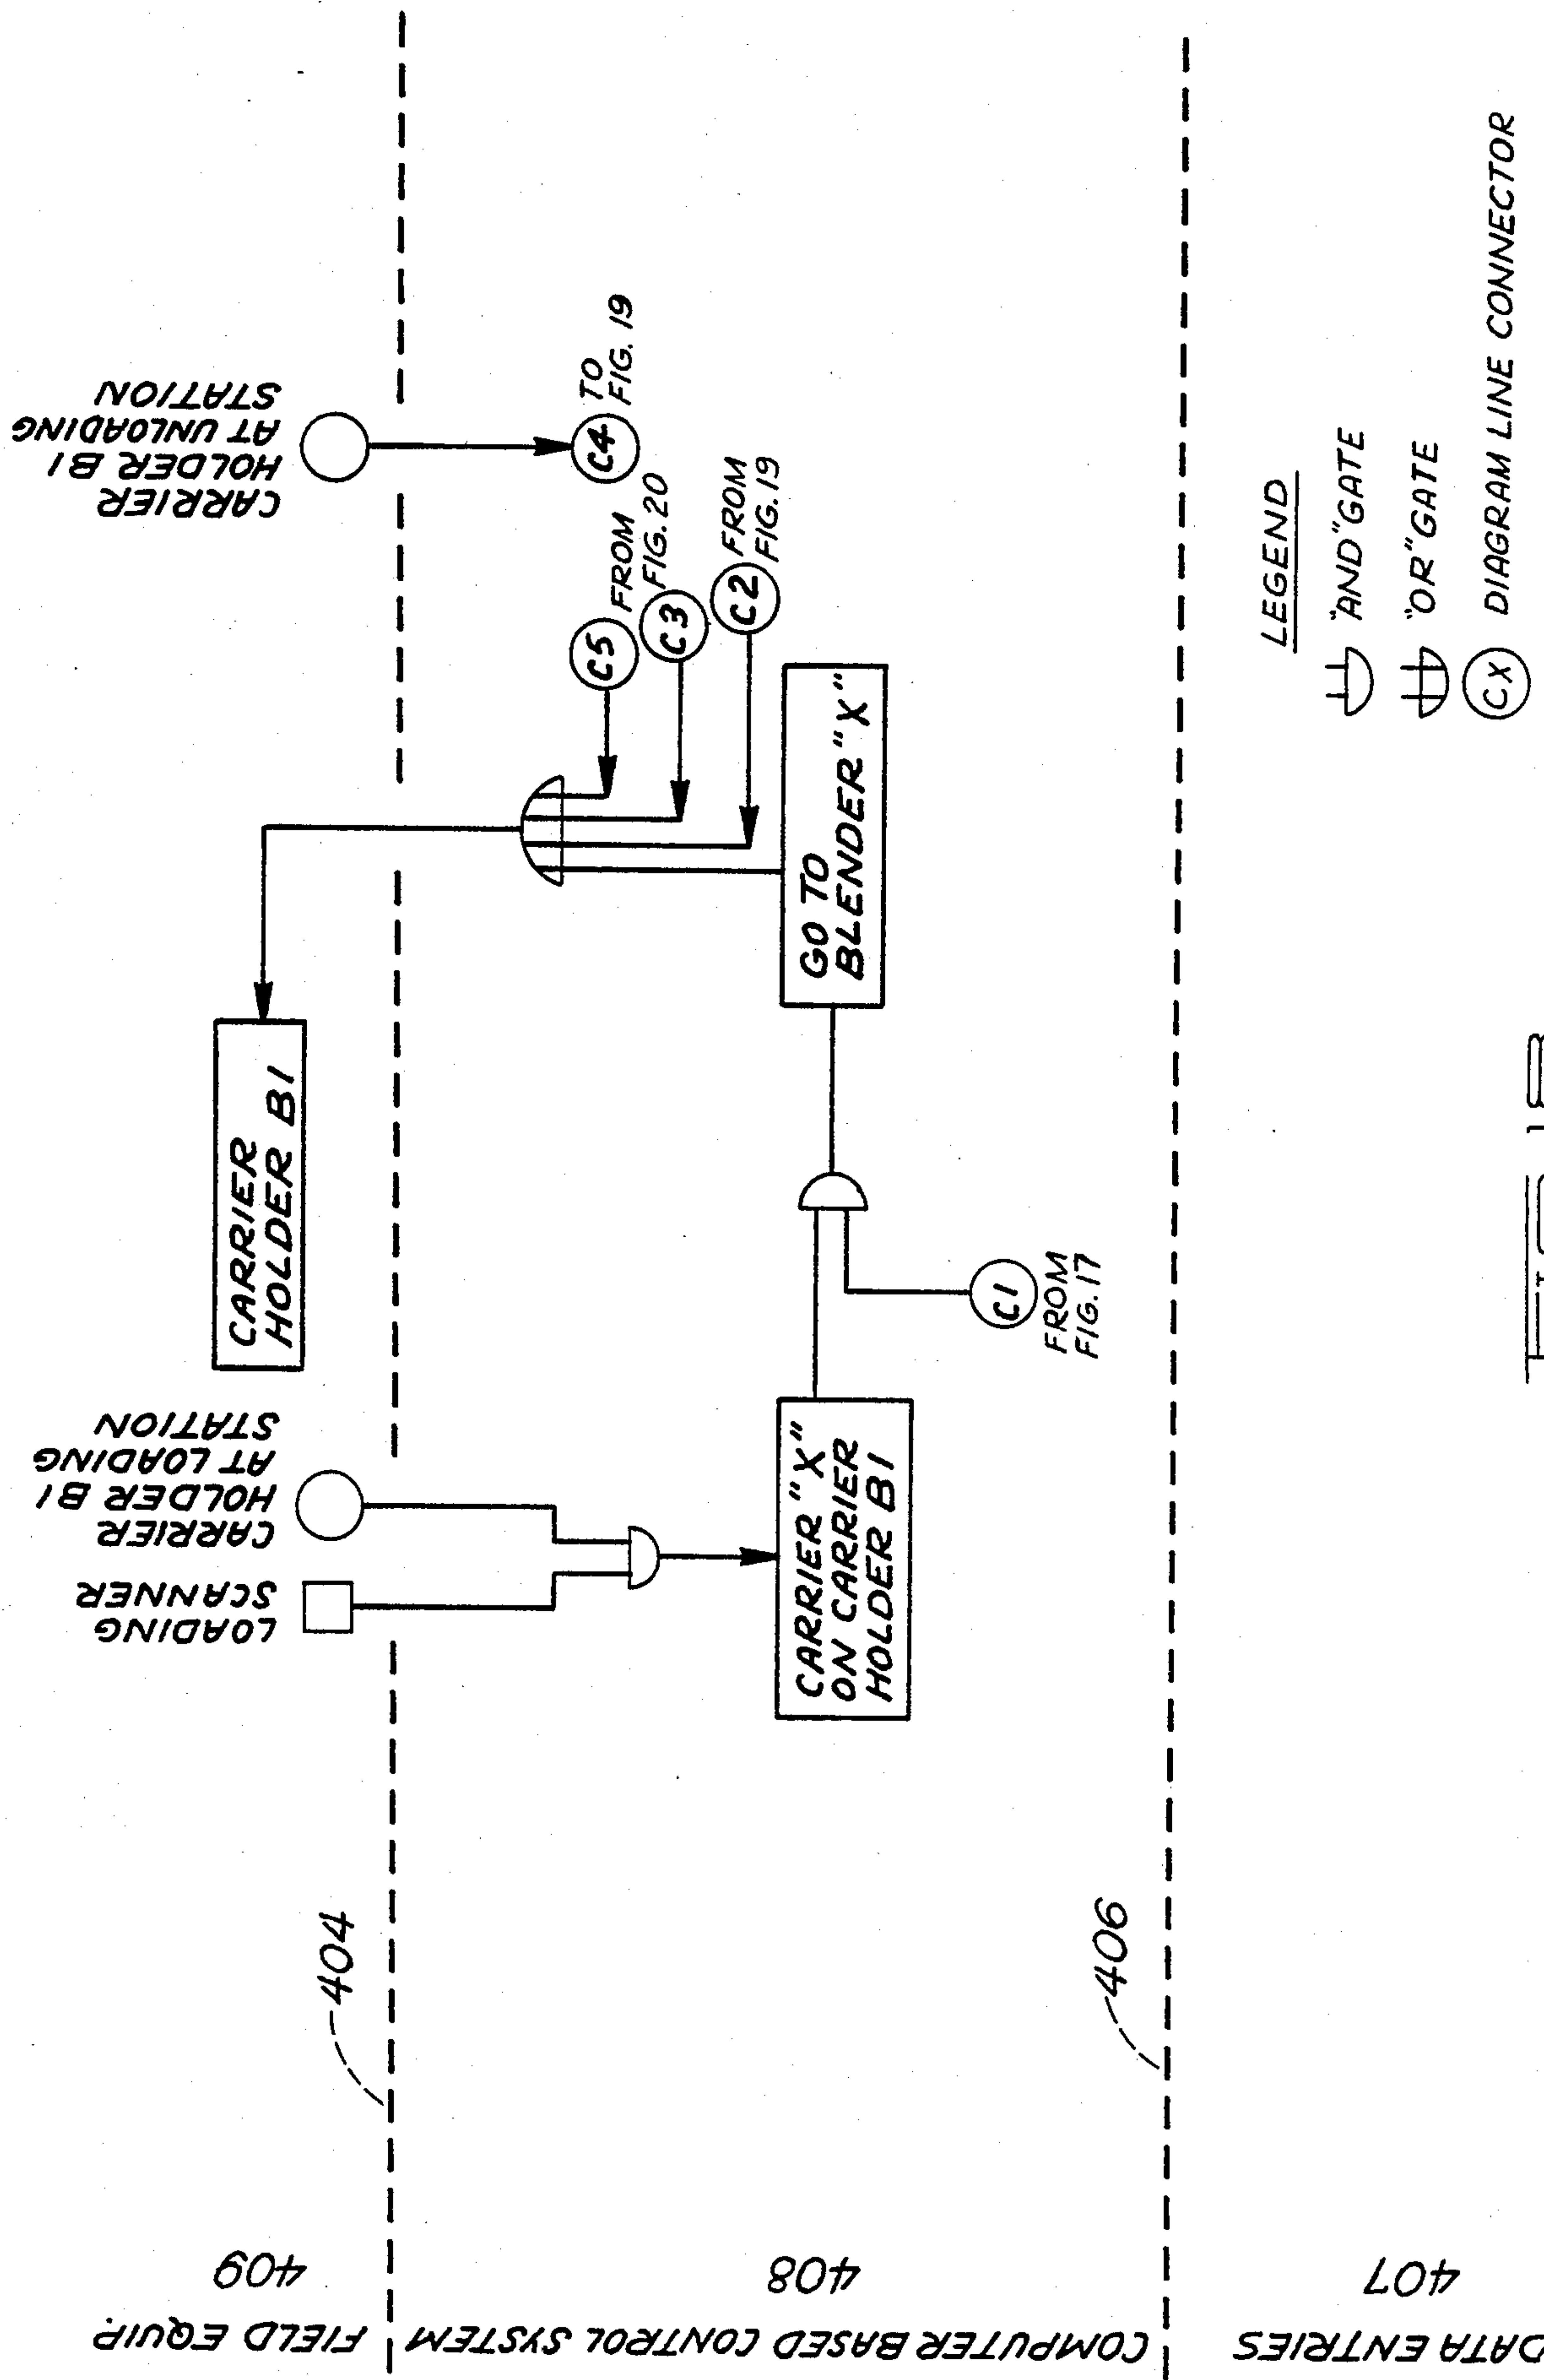 FIELD EQUIP.
409
404
LOADING
SCANNER
CARRIER
HOLDER B1
AT LOADING
STATION
CARRIER
HOLDER B1
CARRIER
HOLDER B1
AT UNLOADING
STATION
COMPUTER BASED CONTROL SYSTEM
408
406
CARRIER "X"
ON CARRIER
HOLDER B1
C1
FROM
FIG. 17
GO TO
BLENDER "X"
C5
FROM
FIG. 20
C3
C2
FROM
FIG. 19
C4
TO
FIG. 19
DATA ENTRIES
407
LEGEND
"AND" GATE
"OR" GATE
CX
DIAGRAM LINE CONNECTOR
FIG. 18